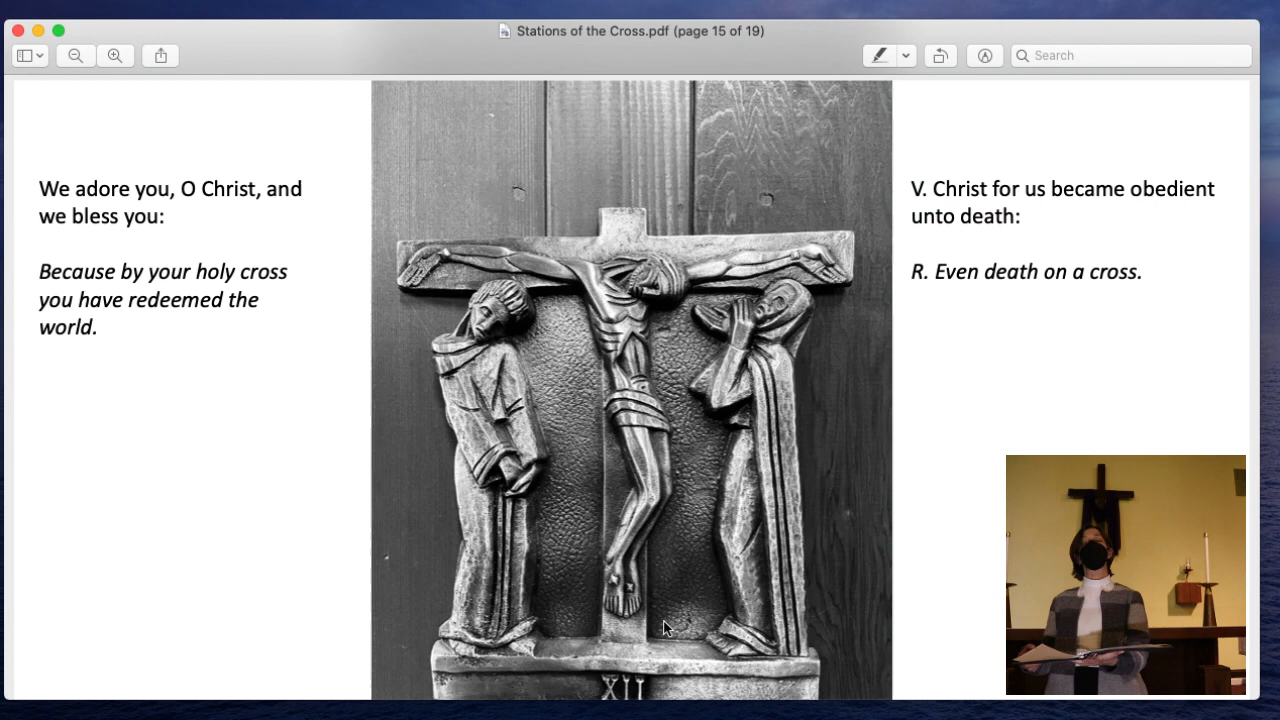 Stations of the Cross.pdf (page 15 of 19)
Search
We adore you, O Christ, and
we bless you:
Because by your holy cross
you have redeemed the
world.
V. Christ for us became obedient
unto death:
R. Even death on a cross.
XII